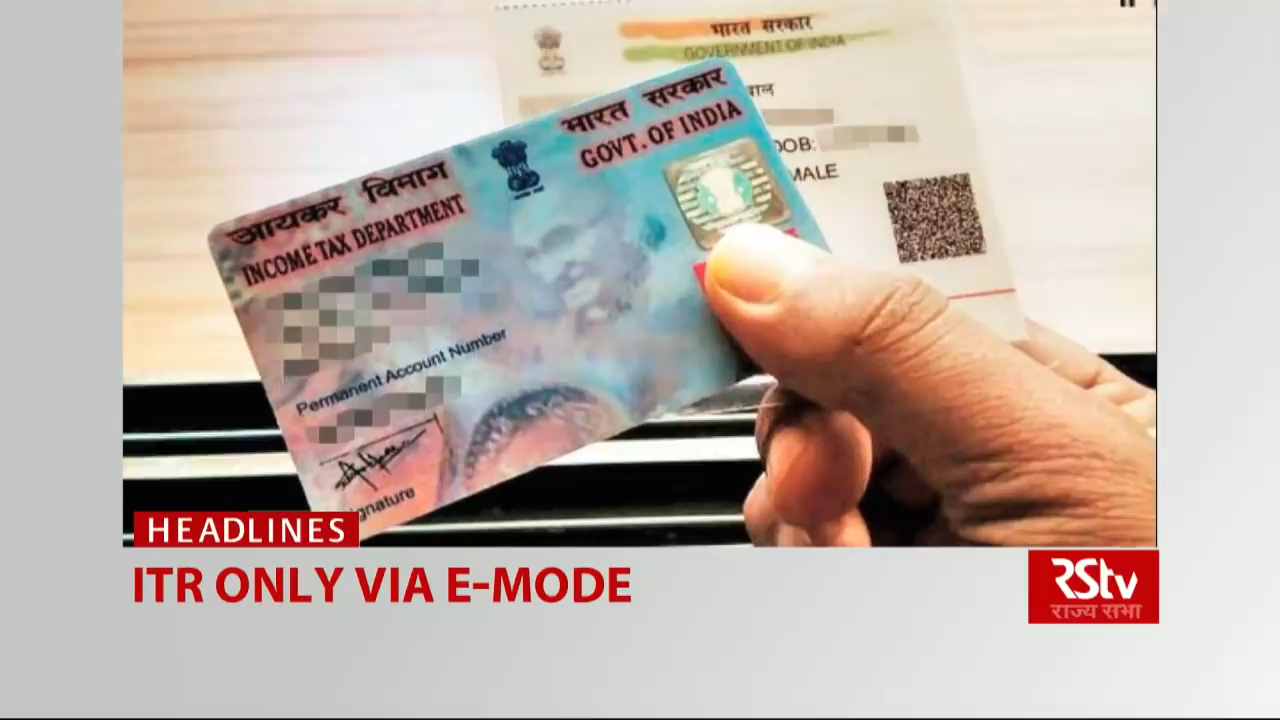 भारत सरकार
GOVERNMENT OF INDIA
DOB:
MALE
भारत सरकार
GOVT. OF INDIA
आयकर विभाग
INCOME TAX DEPARTMENT
Permanent Account Number
gnature
HEADLINES
ITR ONLY VIA E-MODE
RStv
राज्य सभा